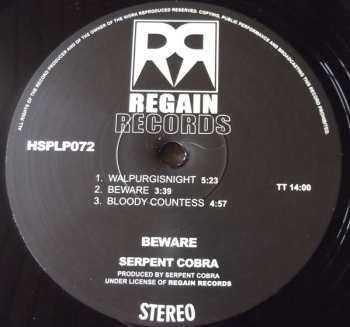 ALL RIGHTS OF THE RECORD PRODUCER AND OF THE OWNER OF THE WORK REPRODUCED RESERVED. COPYING, PUBLIC PERFORMANCE AND BROADCASTING THIS RECORD PROHIBITED.
RR
REGAIN
RECORDS
HSPLP072
1. WALPURGISNIGHT 5:23
2. BEWARE 3:39
3. BLOODY COUNTESS 4:57
TT 14:00
BEWARE
SERPENT COBRA
PRODUCED BY SERPENT COBRA
UNDER LICENSE OF REGAIN RECORDS
STEREO